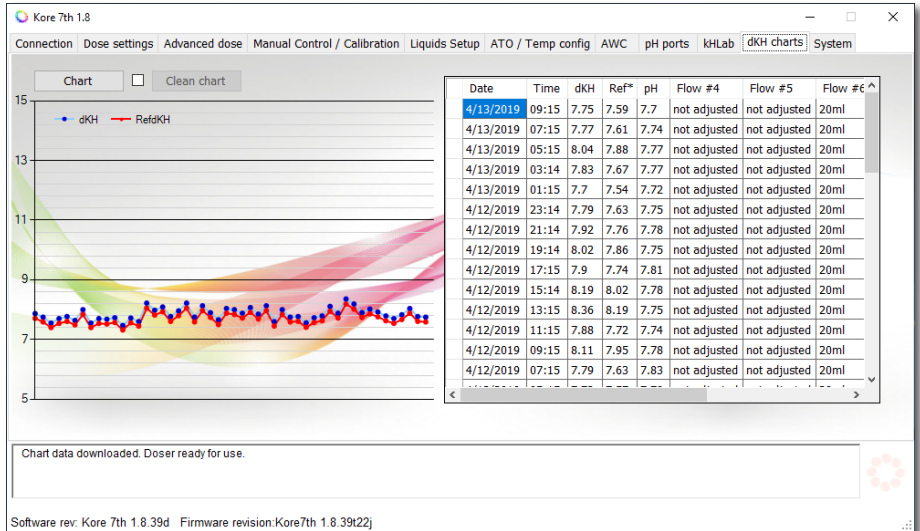 Kore 7th 1.8
Connection Dose settings Advanced dose Manual Control / Calibration Liquids Setup ATO / Temp config AWC pH ports kHLab dKH charts System
Chart Clean chart
15
dKH RefdKH
13
11
9
7
5
Date Time dKH Ref* pH Flow #4 Flow #5 Flow #6
4/13/2019 09:15 7.75 7.59 7.7 not adjusted not adjusted 20ml
4/13/2019 07:15 7.77 7.61 7.74 not adjusted not adjusted 20ml
4/13/2019 05:15 8.04 7.88 7.77 not adjusted not adjusted 20ml
4/13/2019 03:14 7.83 7.67 7.77 not adjusted not adjusted 20ml
4/13/2019 01:15 7.7 7.54 7.72 not adjusted not adjusted 20ml
4/12/2019 23:14 7.79 7.63 7.75 not adjusted not adjusted 20ml
4/12/2019 21:14 7.92 7.76 7.78 not adjusted not adjusted 20ml
4/12/2019 19:14 8.02 7.86 7.75 not adjusted not adjusted 20ml
4/12/2019 17:15 7.9 7.74 7.81 not adjusted not adjusted 20ml
4/12/2019 15:14 8.19 8.02 7.78 not adjusted not adjusted 20ml
4/12/2019 13:15 8.36 8.19 7.75 not adjusted not adjusted 20ml
4/12/2019 11:15 7.88 7.72 7.74 not adjusted not adjusted 20ml
4/12/2019 09:15 8.11 7.95 7.78 not adjusted not adjusted 20ml
4/12/2019 07:15 7.79 7.63 7.83 not adjusted not adjusted 20ml
Chart data downloaded. Doser ready for use.
Software rev: Kore 7th 1.8.39d Firmware revision:Kore7th 1.8.39t22j